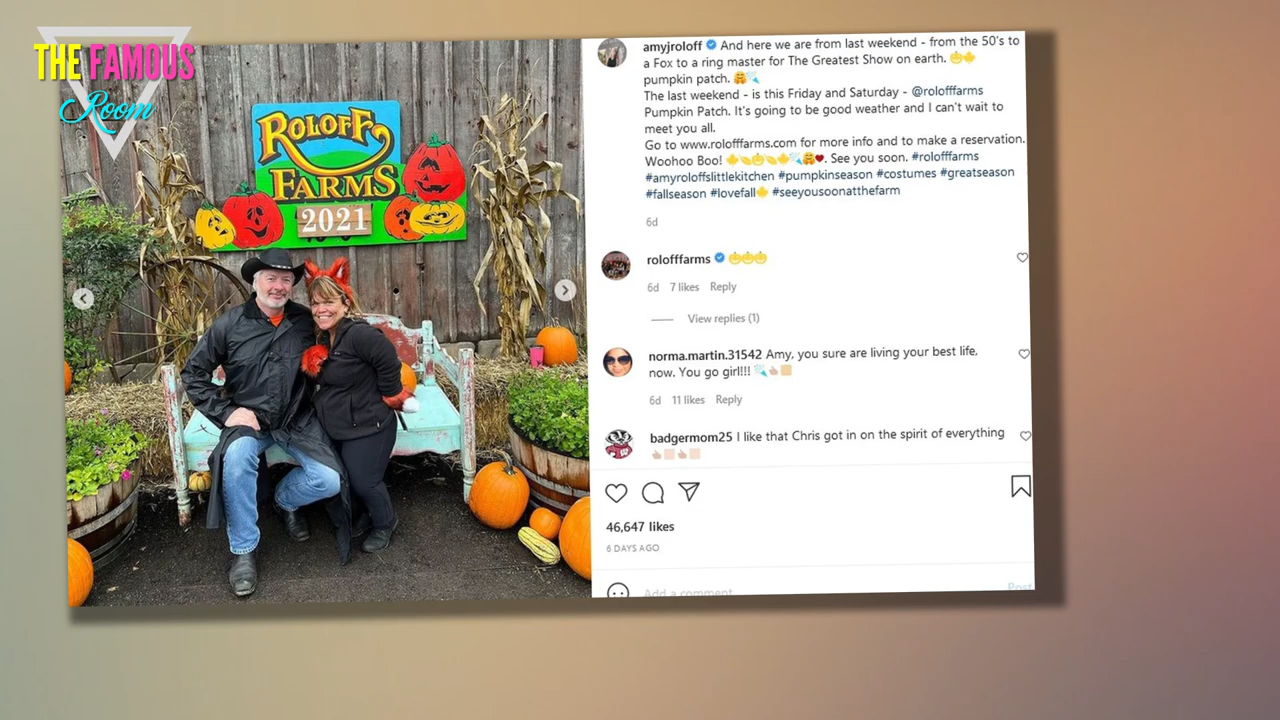 THE FAMOUS
Room
ROLOFF
FARMS
2021
amyjroloff And here we are from last weekend - from the 50's to
a Fox to a ring master for The Greatest Show on earth. 🎃🍁
pumpkin patch.
The last weekend - is this Friday and Saturday - @rolofffarms
Pumpkin Patch. It's going to be good weather and I can't wait to
meet you all.
Go to www.rolofffarms.com for more info and to make a reservation.
Woohoo Boo! See you soon. #rolofffarms
#amyroloffslittlekitchen #pumpkinseason #costumes #greatseason
#fallseason #lovefall🍁 #seeyousoonatthefarm
6d
rolofffarms 🎃🎃🎃
6d 7 likes Reply
View replies (1)
norma.martin.31542 Amy, you sure are living your best life,
now. You go girl!!!
6d 11 likes Reply
badgermom25 I like that Chris got in on the spirit of everything
46,647 likes
6 DAYS AGO
Add a comment... Post